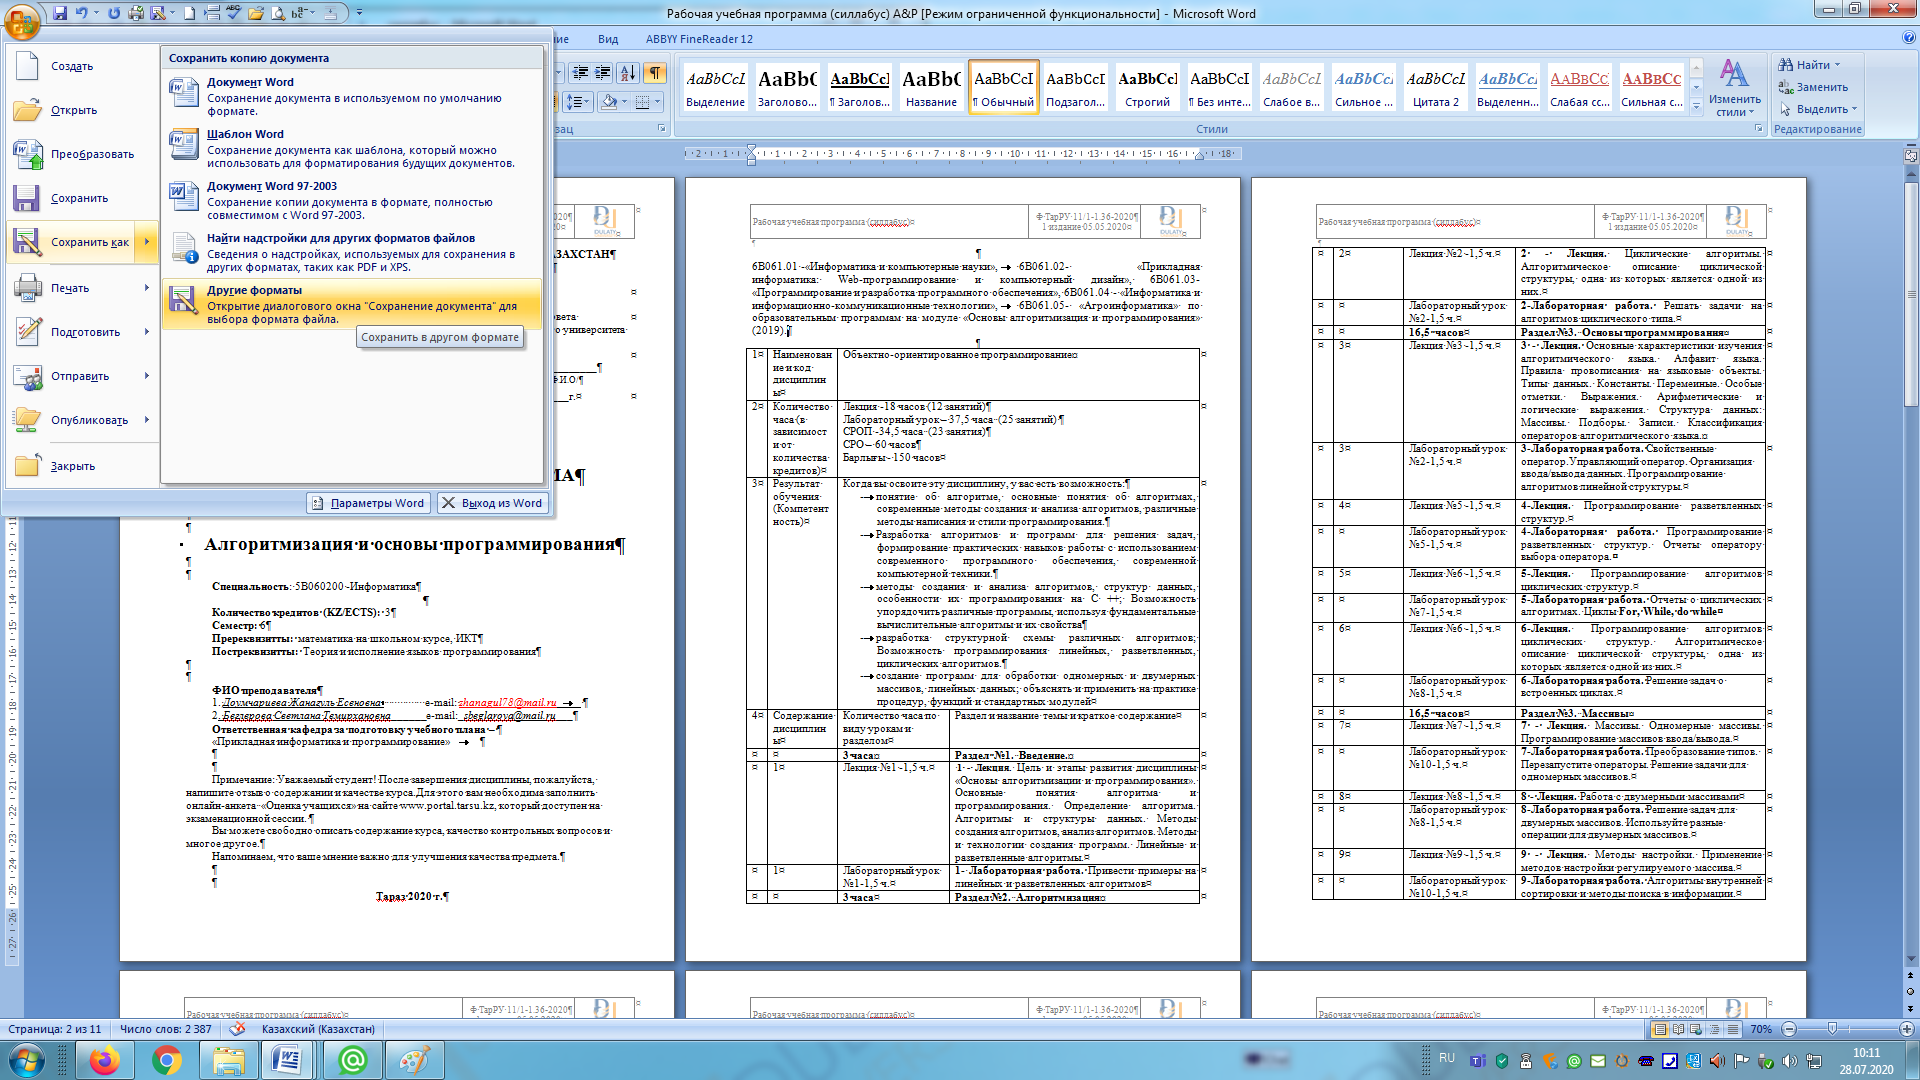 Рабочая учебная программа (силлабус) A&P [Режим ограниченной функциональности] - Microsoft Word
Вид
ABBYY FineReader 12
Создать
Открыть
Преобразовать
Сохранить
Сохранить как
Печать
Подготовить
Отправить
Опубликовать
Закрыть
Сохранить копию документа
Документ Word
Сохранение документа в используемом по умолчанию
формате.
Шаблон Word
Сохранение документа как шаблона, который можно
использовать для форматирования будущих документов.
Документ Word 97-2003
Сохранение копии документа в формате, полностью
совместимом с Word 97-2003.
Найти надстройки для других форматов файлов
Сведения о надстройках, используемых для сохранения в
других форматах, таких как PDF и XPS.
Другие форматы
Открытие диалогового окна "Сохранение документа" для
выбора формата файла.
Сохранить в другом формате
Параметры Word
Выход из Word
Выделение
Заголово...
¶ Заголов...
Название
¶ Обычный
Подзагол...
Строгий
¶ Без инте...
Слабое в...
Сильное ...
Цитата 2
Выделенн...
Слабая сс...
Сильная с...
Изменить
стили
Стили
Найти
Заменить
Выделить
Редактирование
Алгоритмизация и основы программирования¶
Специальность: 5В060200 –Информатика¶
Количество кредитов (KZ/ECTS): 3¶
Семестр: 6¶
Пререквизитты: математика на школьном курсе, ИКТ¶
Постреквизитты: Теория и исполнение языков программирования¶
ФИО преподавателя¶
1. Доумчариева Жанагуль Есеновна e-mail: zhanagul78@mail.ru ¶
2. Беглерова Светлана Темирхановна e-mail: sbeglarova@mail.ru ¶
Ответственная кафедра за подготовку учебного плана – ¶
«Прикладная информатика и программирование» ¶
Примечание: Уважаемый студент! После завершения дисциплины, пожалуйста,
напишите отзыв о содержании и качестве курса. Для этого вам необходима заполнить
онлайн-анкета «Оценка учащихся» на сайте www.portal.tarsu.kz, который доступен на
экзаменационной сессии. ¶
Вы можете свободно описать содержание курса, качество контрольных вопросов и
многое другое.¶
Напоминаем, что ваше мнение важно для улучшения качества предмета.¶
Тараз 2020 г.¶
Рабочая учебная программа (силлабус)¤
Ф ТарРУ 11/1-1.36-2020¶
1 издание 05.05.2020¤
6В061.01 - «Информатика и компьютерные науки», 6В061.02- «Прикладная
информатика: Web-программирование и компьютерный дизайн», 6В061.03-
«Программирование и разработка программного обеспечения», 6В061.04 - «Информатика и
информационно-коммуникационные технологии», 6В061.05- «Агроинформатика» по
образовательным программам на модуле «Основы алгоритмизация и программирования»
(2019).¶
1¤ Наименован
ие и код
дисциплин
ы¤
Объектно-ориентированное программирование¤
2¤ Количество
часа (в
зависимост
и от
количества
кредитов)¤
Лекция -18 часов (12 занятий)¶
Лабораторный урок – 37,5 часа (25 занятий) ¶
СРОП -34,5 часа (23 занятия)¶
СРО – 60 часов¶
Барлығы- 150 часов¤
3¤ Результат
обучения
(Компетент
ность)¤
Когда вы освоите эту дисциплину, у вас есть возможность:¶
понятие об алгоритме, основные понятия об алгоритмах,
современные методы создания и анализа алгоритмов, различные
методы написания и стили программирования.¶
Разработка алгоритмов и программ для решения задач,
формирование практических навыков работы с использованием
современного программного обеспечения, современной
компьютерной техники.¶
методы создания и анализа алгоритмов, структур данных,
особенности их программирования на С ++; Возможность
упорядочить различные программы, используя фундаментальные
вычислительные алгоритмы и их свойства¶
разработка структурной схемы различных алгоритмов;
Возможность программирования линейных, разветвленных,
циклических алгоритмов.¶
создание программ для обработки одномерных и двумерных
массивов, линейных данных; объяснять и применить на практике
процедур, функций и стандартных модулей¤
4¤ Содержание
дисциплин
ы¤
Количество часа по
виду урокам и
разделом¤
Раздел и название темы и краткое содержание¤
3 часа¤ Раздел №1. Введение.¤
1¤ Лекция №1 – 1,5 ч.¤
1 - Лекция. Цель и этапы развития дисциплины
«Основы алгоритмизации и программирования».
Основные понятия алгоритма и
программирования. Определение алгоритма.
Алгоритмы и структуры данных. Методы
создания алгоритмов, анализ алгоритмов. Методы
и технологии создания программ. Линейные и
разветвленные алгоритмы.¤
1¤ Лабораторный урок
№1-1,5 ч.¤
1- Лабораторная работа. Привести примеры на
линейных и разветвленных алгоритмов¤
3 часа¤ Раздел №2. Алгоритмизация¤
Рабочая учебная программа (силлабус)¤
Ф ТарРУ 11/1-1.36-2020¶
1 издание 05.05.2020¤
2¤ Лекция №2 – 1,5 ч.¤
2 - Лекция. Циклические алгоритмы.
Алгоритмическое описание циклической
структуры, одна из которых является одной из
них.¤
Лабораторный урок
№2-1,5 ч.¤
2-Лабораторная работа. Решать задачи на
алгоритмов циклического типа.¤
16,5 часов¤ Раздел №3. Основы программирования¤
3¤ Лекция №3 – 1,5 ч.¤
3 - Лекция. Основные характеристики изучения
алгоритмического языка. Алфавит языка.
Правила провописания на языковые объекты.
Типы данных. Константы. Переменные. Особые
отметки. Выражения. Арифметические и
логические выражения. Структура данных:
Массивы. Подборы. Записи. Классификация
операторов алгоритмического языка.¤
3¤ Лабораторный урок
№2-1,5 ч.¤
3-Лабораторная работа. Свойственные
оператор. Управляющий оператор. Организация
ввода/вывода данных. Программирование
алгоритмов линейной структуры.¤
4¤ Лекция №5 – 1,5 ч.¤
4-Лекция. Программирование разветвленных
структур.¤
Лабораторный урок
№5-1,5 ч.¤
4-Лабораторная работа. Программирование
разветвленных структур. Отчеты оператору
выбора оператора.¤
5¤ Лекция №6 – 1,5 ч.¤
5-Лекция. Программирование алгоритмов
циклических структур.¤
Лабораторный урок
№7-1,5 ч.¤
5-Лабораторная работа. Отчеты о циклических
алгоритмах. Циклы For, While, do while¤
6¤ Лекция №6 – 1,5 ч.¤
6-Лекция. Программирование алгоритмов
циклических структур. Алгоритмическое
описание циклической структуры, одна из
которых является одной из них.¤
Лабораторный урок
№8-1,5 ч.¤
6-Лабораторная работа. Решение задач о
встроенных циклах.¤
16,5 часов¤ Раздел №3. Массивы¤
7¤ Лекция №7 – 1,5 ч.¤
7 - Лекция. Массивы. Одномерные массивы.
Программирование массивов ввода/вывода.¤
Лабораторный урок
№10-1,5 ч.¤
7-Лабораторная работа. Преобразование типов.
Перезапустите операторы. Решение задачи для
одномерных массивов.¤
8¤ Лекция №8 – 1,5 ч.¤
8 - Лекция. Работа с двумерными массивами¤
Лабораторный урок
№8-1,5 ч.¤
8-Лабораторная работа. Решение задач для
двумерных массивов. Используйте разные
операции для двумерных массивов.¤
9¤ Лекция №9 – 1,5 ч.¤
9 - Лекция. Методы настройки. Применение
методов настройки регулируемого массива.¤
Лабораторный урок
№10-1,5 ч.¤
9-Лабораторная работа. Алгоритмы внутренней
сортировки и методы поиска в информации.¤
Страница: 2 из 11
Число слов: 2 387
Казахский (Казахстан)
70%
RU
10:11
28.07.2020